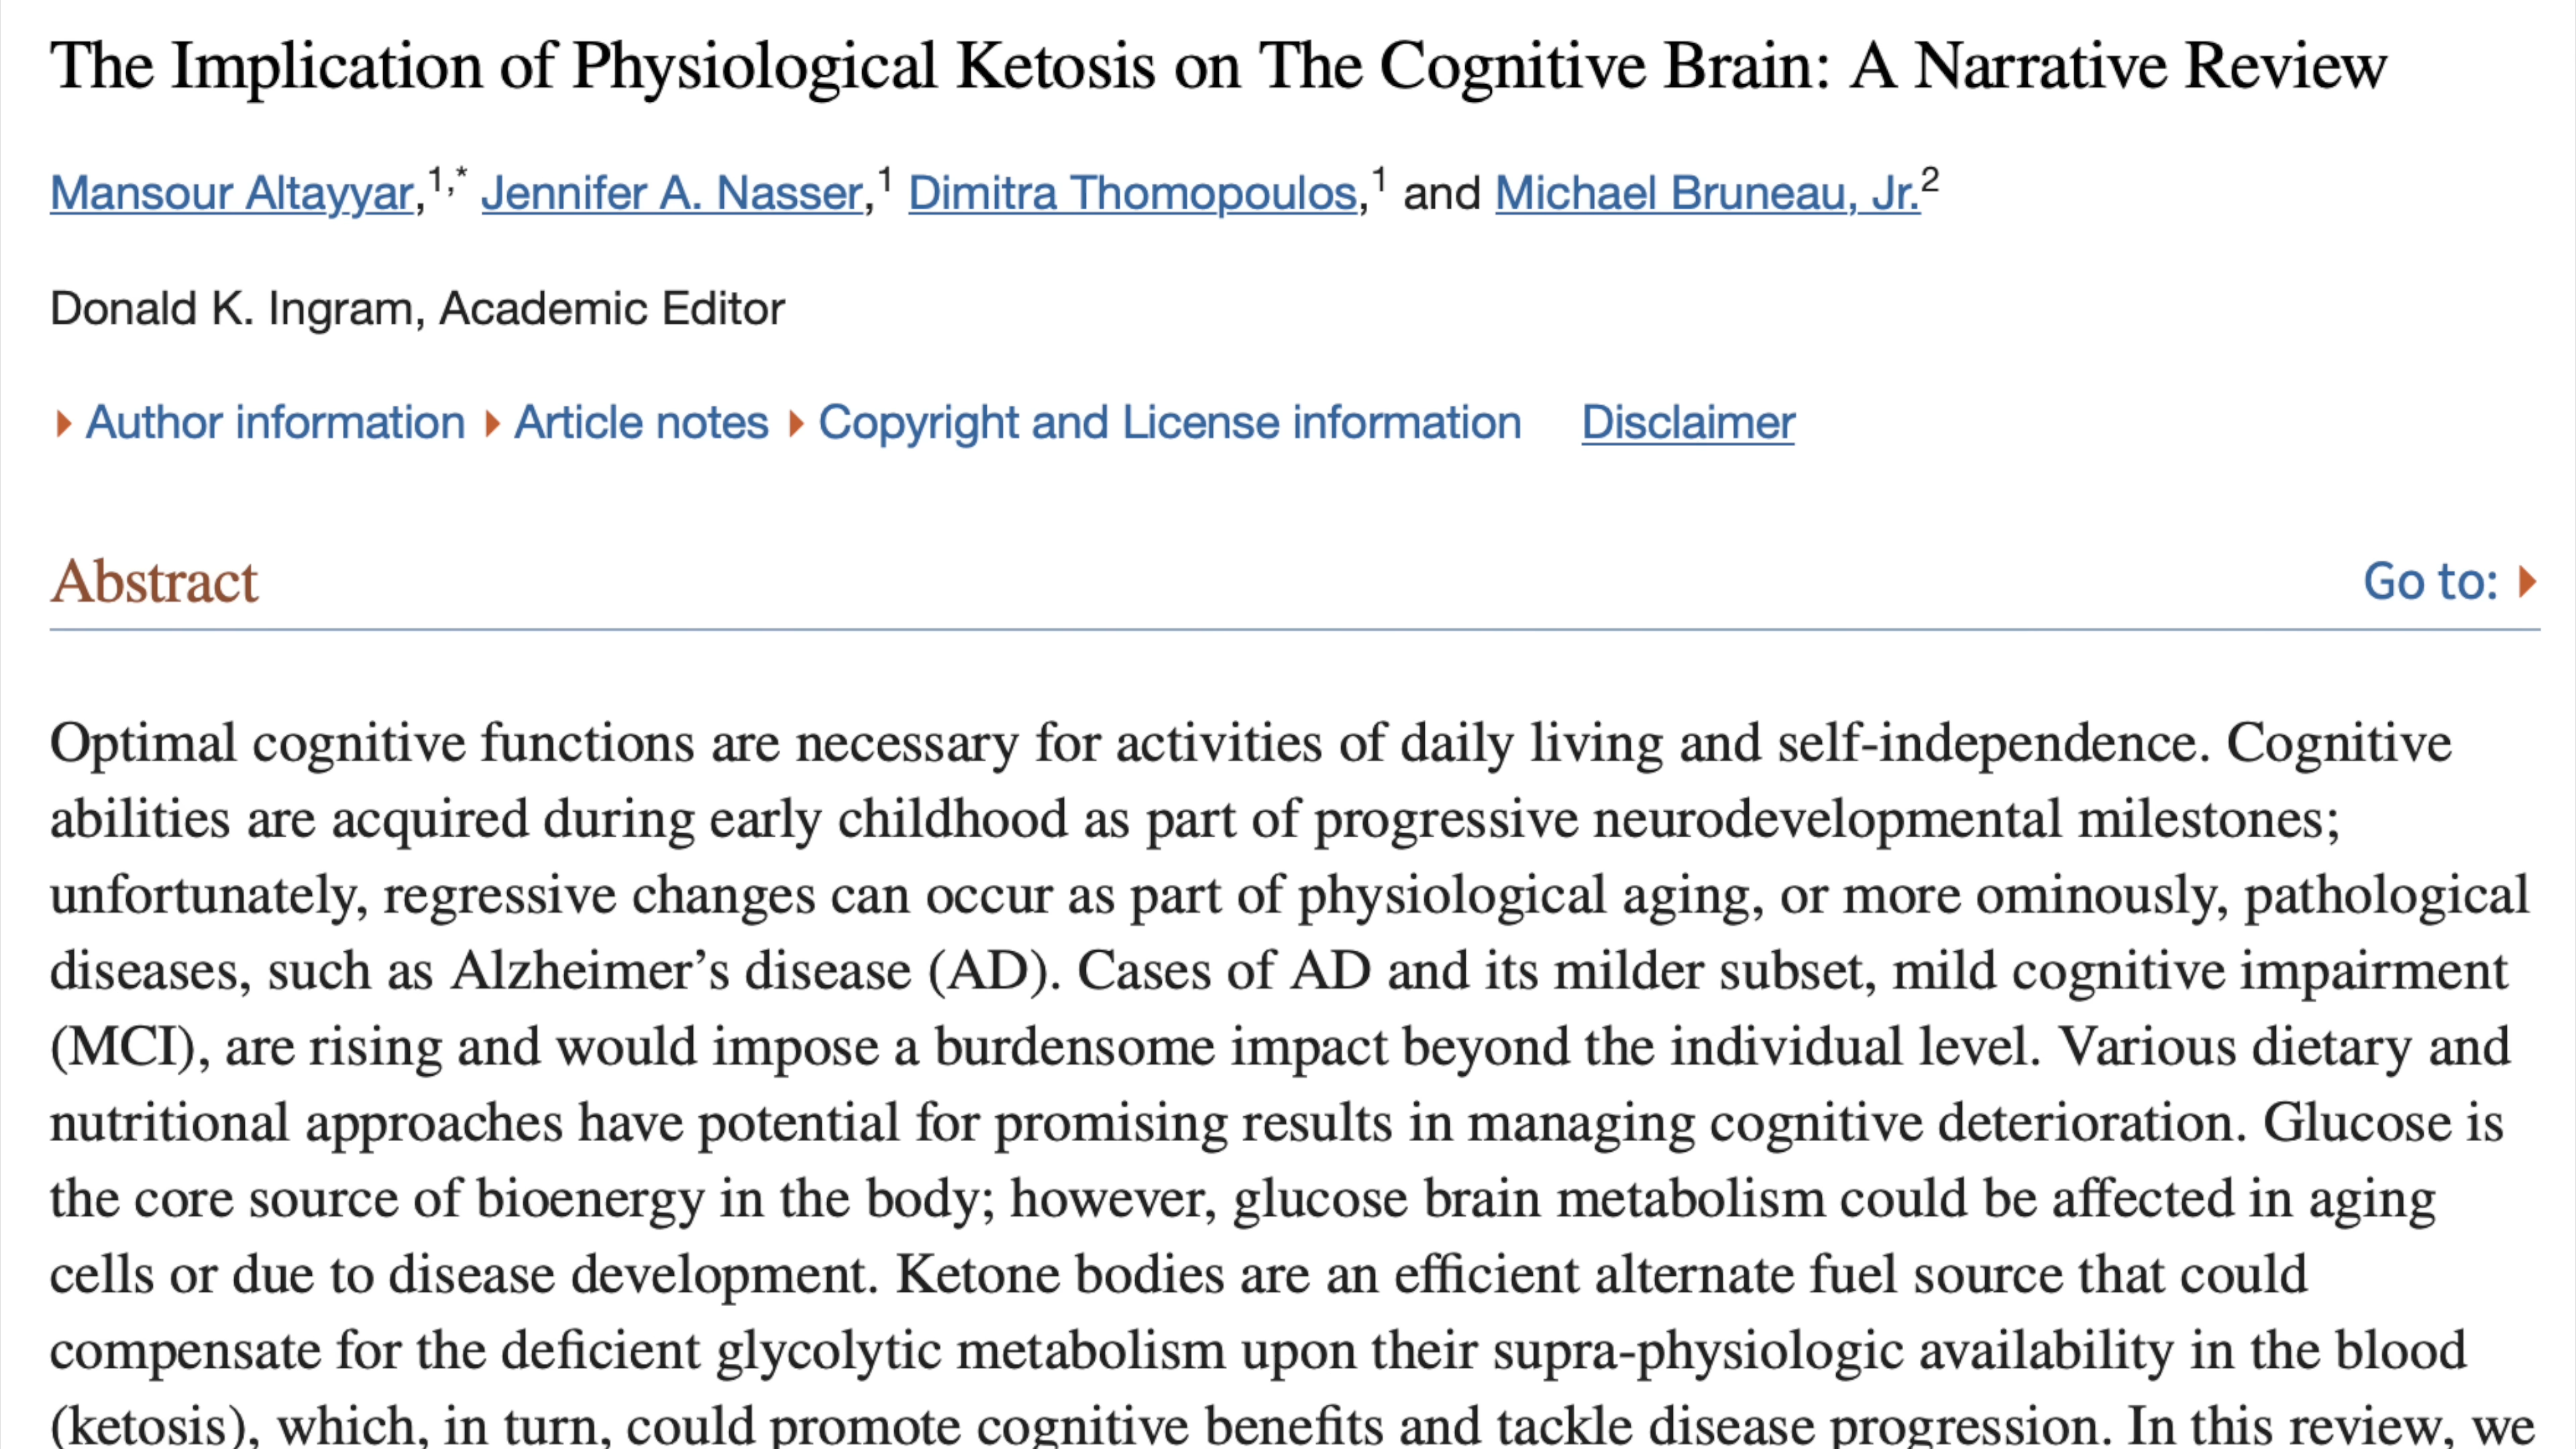 The Implication of Physiological Ketosis on The Cognitive Brain: A Narrative Review
Mansour Altayyar,1,* Jennifer A. Nasser,1 Dimitra Thomopoulos,1 and Michael Bruneau, Jr.2
Donald K. Ingram, Academic Editor
Author information Article notes Copyright and License information Disclaimer
Abstract Go to:
Optimal cognitive functions are necessary for activities of daily living and self-independence. Cognitive
abilities are acquired during early childhood as part of progressive neurodevelopmental milestones;
unfortunately, regressive changes can occur as part of physiological aging, or more ominously, pathological
diseases, such as Alzheimer’s disease (AD). Cases of AD and its milder subset, mild cognitive impairment
(MCI), are rising and would impose a burdensome impact beyond the individual level. Various dietary and
nutritional approaches have potential for promising results in managing cognitive deterioration. Glucose is
the core source of bioenergy in the body; however, glucose brain metabolism could be affected in aging
cells or due to disease development. Ketone bodies are an efficient alternate fuel source that could
compensate for the deficient glycolytic metabolism upon their supra-physiologic availability in the blood
(ketosis), which, in turn, could promote cognitive benefits and tackle disease progression. In this review, we